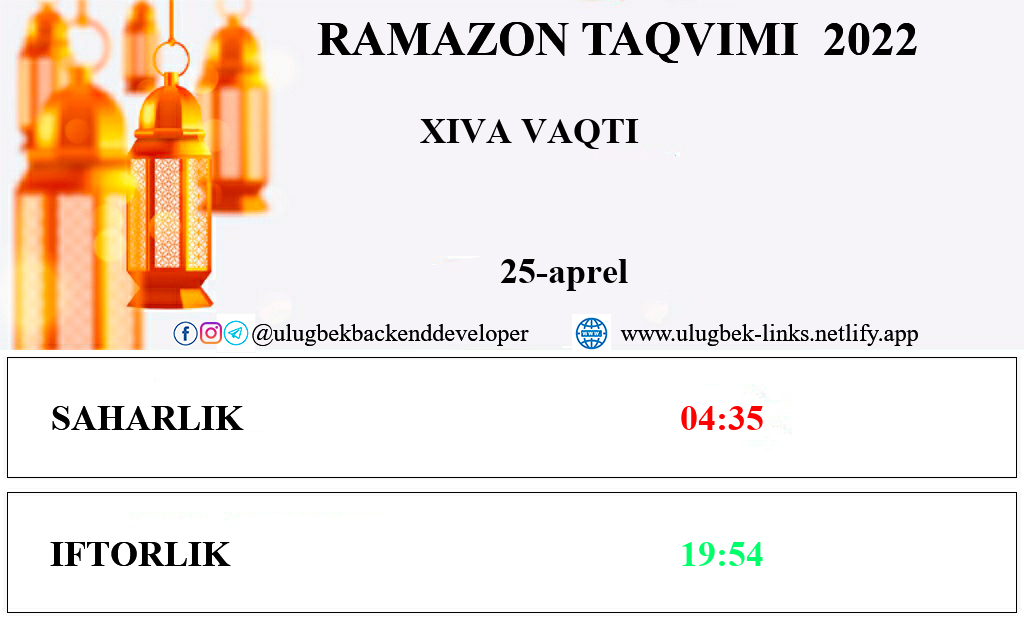 RAMAZON TAQVIMI 2022
XIVA VAQTI
25-aprel
@ulugbekbackenddeveloper www.ulugbek-links.netlify.app
SAHARLIK 04:35
IFTORLIK 19:54